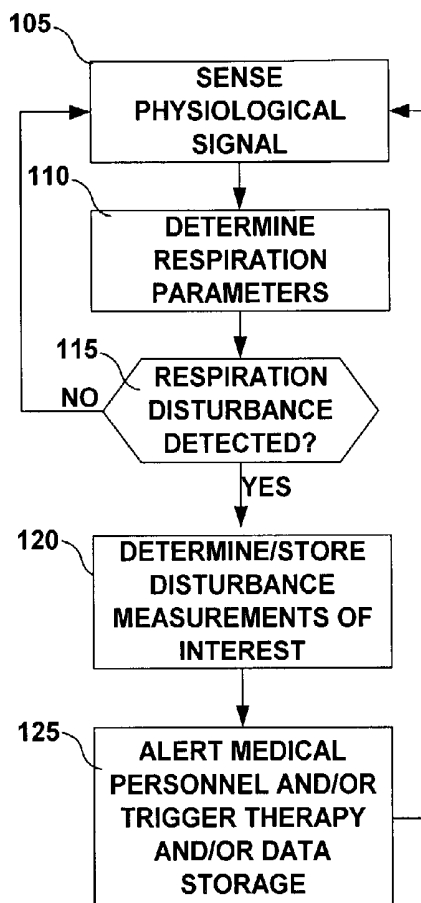 105
SENSE
PHYSIOLOGICAL
SIGNAL
110
DETERMINE
RESPIRATION
PARAMETERS
115
RESPIRATION
DISTURBANCE
DETECTED?
NO
YES
120
DETERMINE/STORE
DISTURBANCE
MEASUREMENTS OF
INTEREST
125
ALERT MEDICAL
PERSONNEL AND/OR
TRIGGER THERAPY
AND/OR DATA
STORAGE